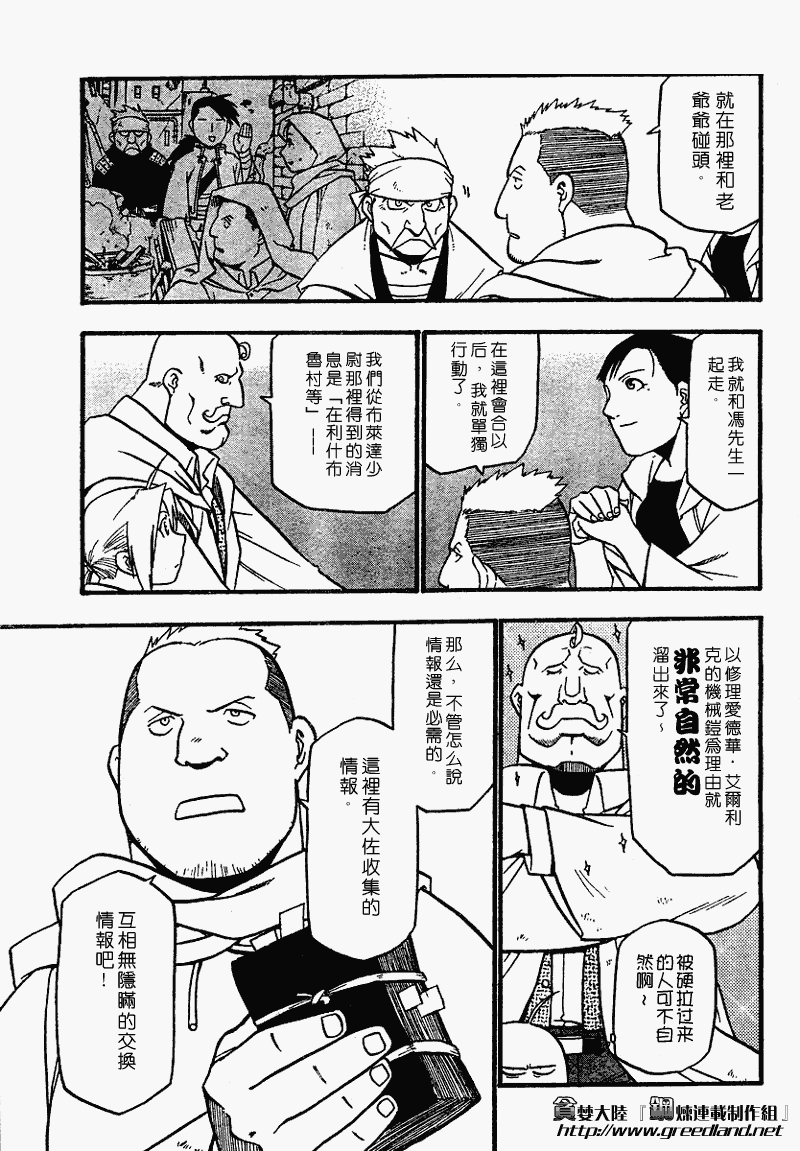 就在那裡和老
爺爺碰頭。
我就和馮先生一
起走。
在這裡會合以
后，我就單獨
行動了。
我們從布萊達少
尉那裡得到的消
息是「在利什布
魯村等」──
以修理愛德華·艾爾利
克的機械鎧為理由就
非常自然的
溜出來了～
被硬拉过来
的人可不自
然啊～
那么，不管怎么說
情報還是必需的。
這裡有大佐收集的
情報。
互相無隱瞞的交換
情報吧！
貪婪大陸『鋼煉連載制作組』
http://www.greedland.net